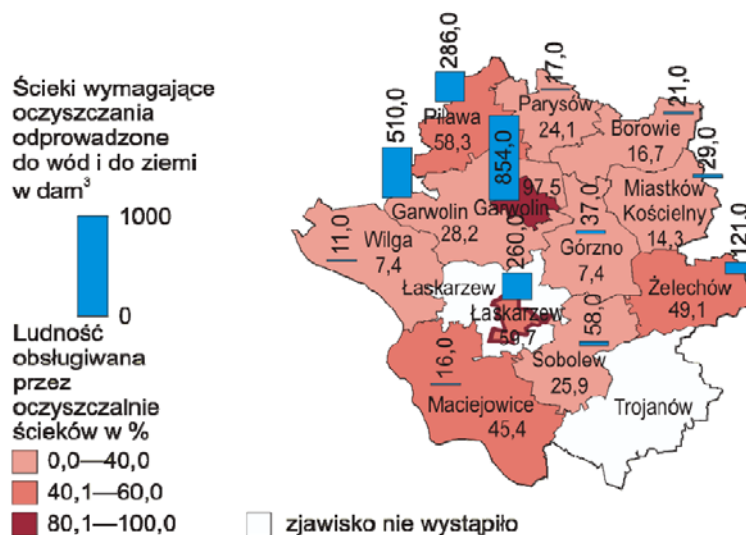 Ścieki wymagające
oczyszczania
odprowadzone
do wód i do ziemi
w dam³
1000
0
Ludność
obsługiwana
przez
oczyszczalnie
ścieków w %
0,0—40,0
40,1—60,0
80,1—100,0
zjawisko nie wystąpiło
286,0
Pilawa
58,3
17,0
Parysów
24,1
21,0
Borowie
16,7
510,0
Garwolin
28,2
854,0
97,5
Garwolin
29,0
Miastków
Kościelny
14,3
37,0
Górzno
7,4
121,0
Żelechów
49,1
11,0
Wilga
7,4
Łaskarzew
260,0
Łaskarzew
59,7
58,0
Sobolew
25,9
16,0
Maciejowice
45,4
Trojanów